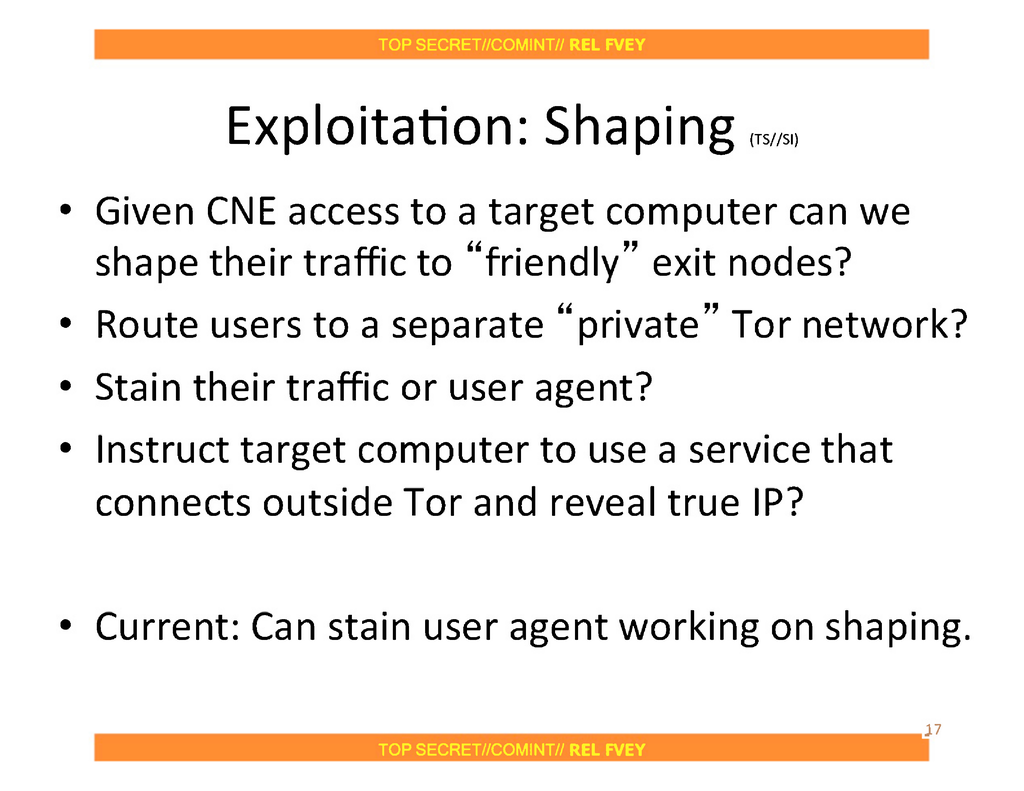 TOP SECRET//COMINT// REL FVEY
Exploitation: Shaping (TS//SI)
• Given CNE access to a target computer can we
shape their traffic to “friendly” exit nodes?
• Route users to a separate “private” Tor network?
• Stain their traffic or user agent?
• Instruct target computer to use a service that
connects outside Tor and reveal true IP?
• Current: Can stain user agent working on shaping.
17
TOP SECRET//COMINT// REL FVEY